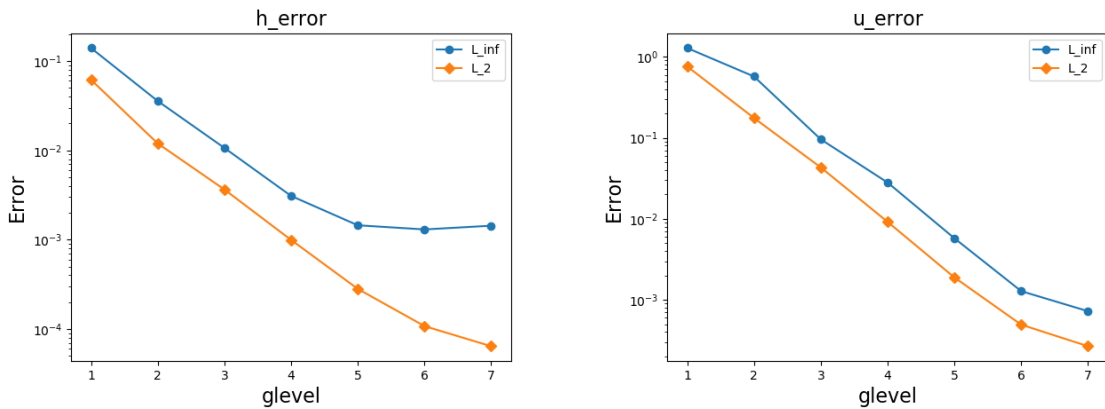 h_error
L_inf
L_2
10⁻¹
10⁻²
10⁻³
10⁻⁴
Error
1 2 3 4 5 6 7
glevel
u_error
L_inf
L_2
10⁰
10⁻¹
10⁻²
10⁻³
Error
1 2 3 4 5 6 7
glevel